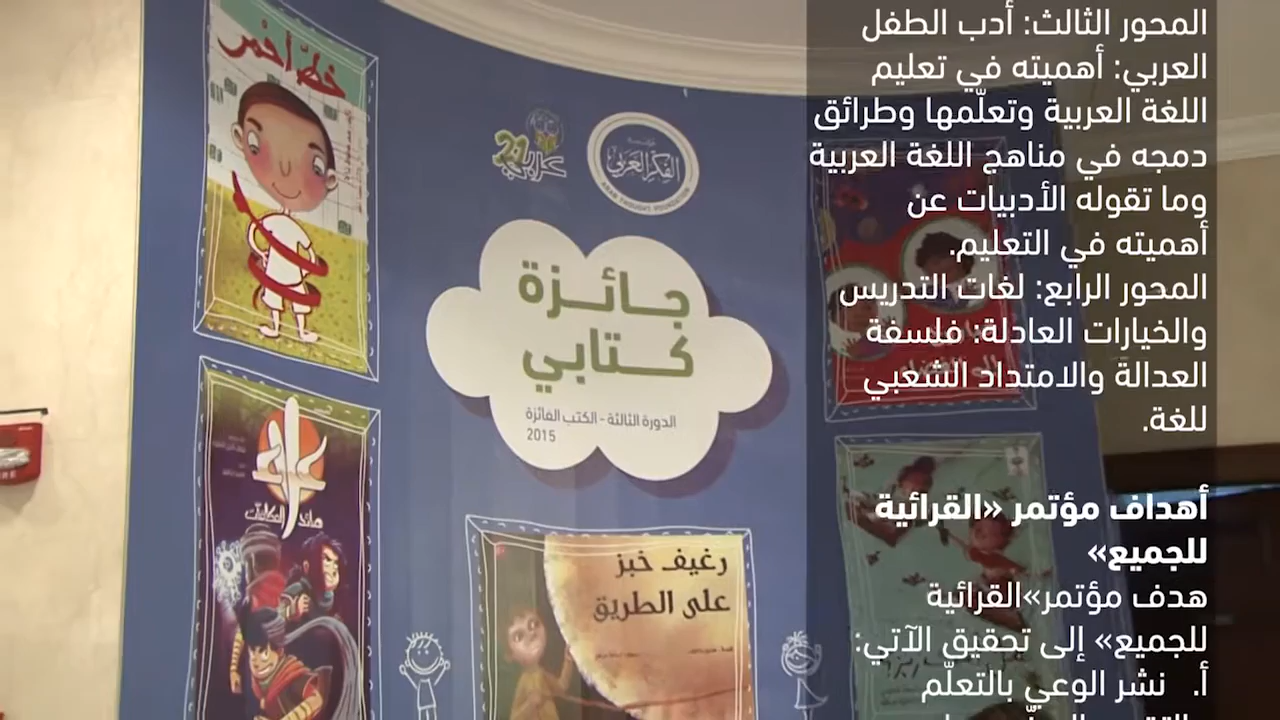 المحور الثالث: أدب الطفل
العربي: أهميته في تعليم
اللغة العربية وتعلّمها وطرائق
دمجه في مناهج اللغة العربية
وما تقوله الأدبيات عن
أهميته في التعليم.
المحور الرابع: لغات التدريس
والخيارات العادلة: فلسفة
العدالة والامتداد الشعبي
للغة.
أهداف مؤتمر «القرائية
للجميع»
هدف مؤتمر«القرائية
للجميع» إلى تحقيق الآتي:
أ. نشر الوعي بالتعلّم
خط أحمر
عربي 21
الفكر العربي
ARAB THOUGHT FOUNDATION
جائزة
كتابي
الدورة الثالثة - الكتب الفائزة
2015
رغيف خبز
على الطريق